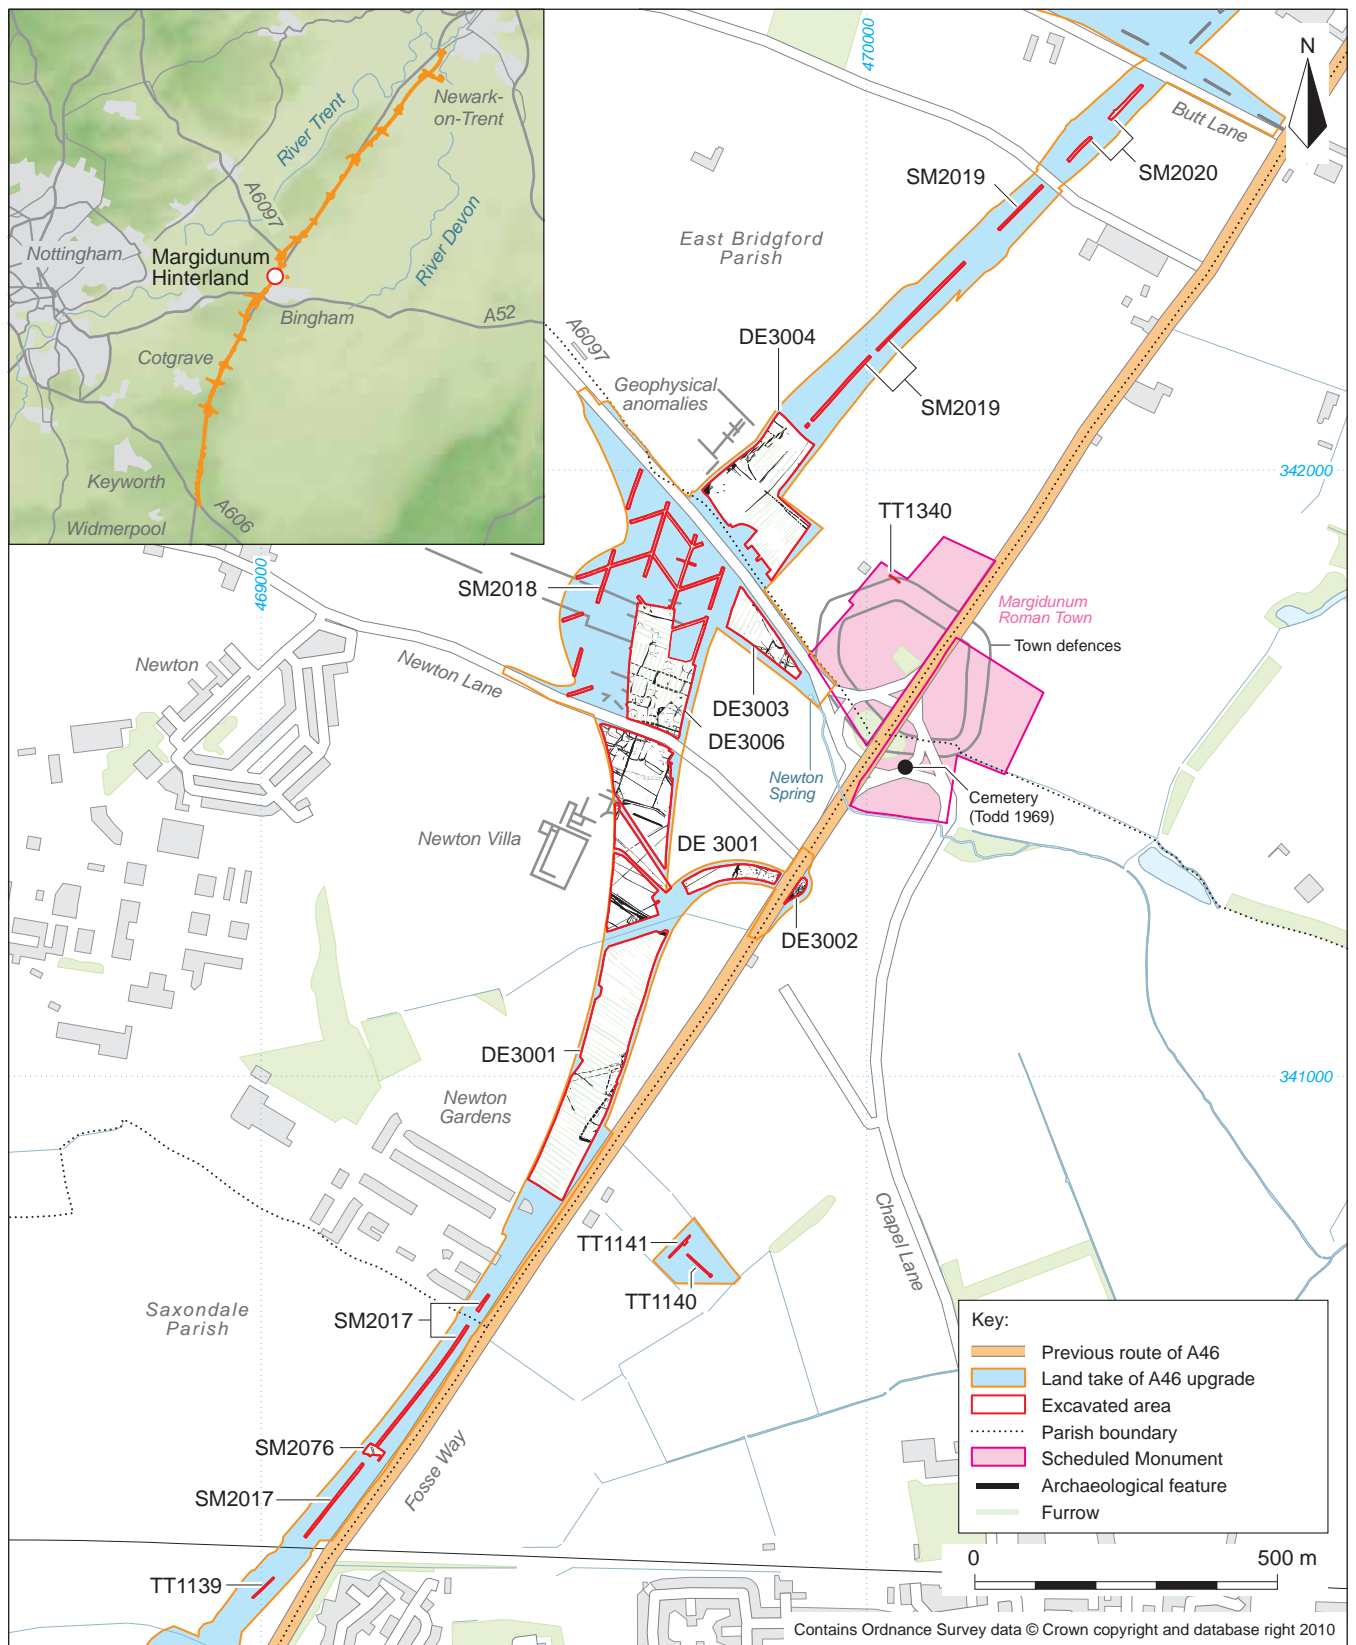 River Trent
Newark-
on-Trent
A6097
River Devon
Nottingham
Margidunum
Hinterland
Bingham
A52
Cotgrave
Keyworth
A606
Widmerpool
470000
N
Butt Lane
SM2020
SM2019
East Bridgford
Parish
A6097
DE3004
Geophysical
anomalies
SM2019
342000
TT1340
469000
SM2018
Margidunum
Roman Town
Town defences
Newton
Newton Lane
DE3003
DE3006
Newton
Spring
Cemetery
(Todd 1969)
Newton Villa
DE 3001
DE3002
DE3001
341000
Newton
Gardens
Chapel Lane
TT1141
TT1140
Saxondale
Parish
SM2017
SM2076
Fosse Way
SM2017
TT1139
Key:
Previous route of A46
Land take of A46 upgrade
Excavated area
Parish boundary
Scheduled Monument
Archaeological feature
Furrow
0 500 m
Contains Ordnance Survey data © Crown copyright and database right 2010